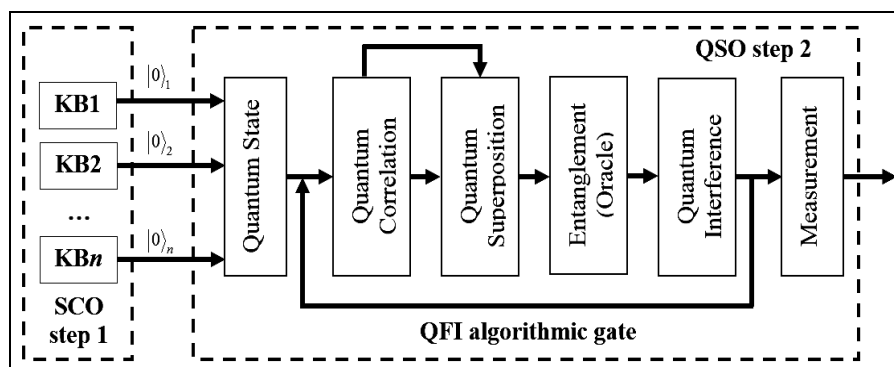 QSO step 2
KB1
|0⟩₁
KB2
|0⟩₂
...
KBn
|0⟩ₙ
SCO
step 1
Quantum State
Quantum
Correlation
Quantum
Superposition
Entanglement
(Oracle)
Quantum
Interference
Measurement
QFI algorithmic gate